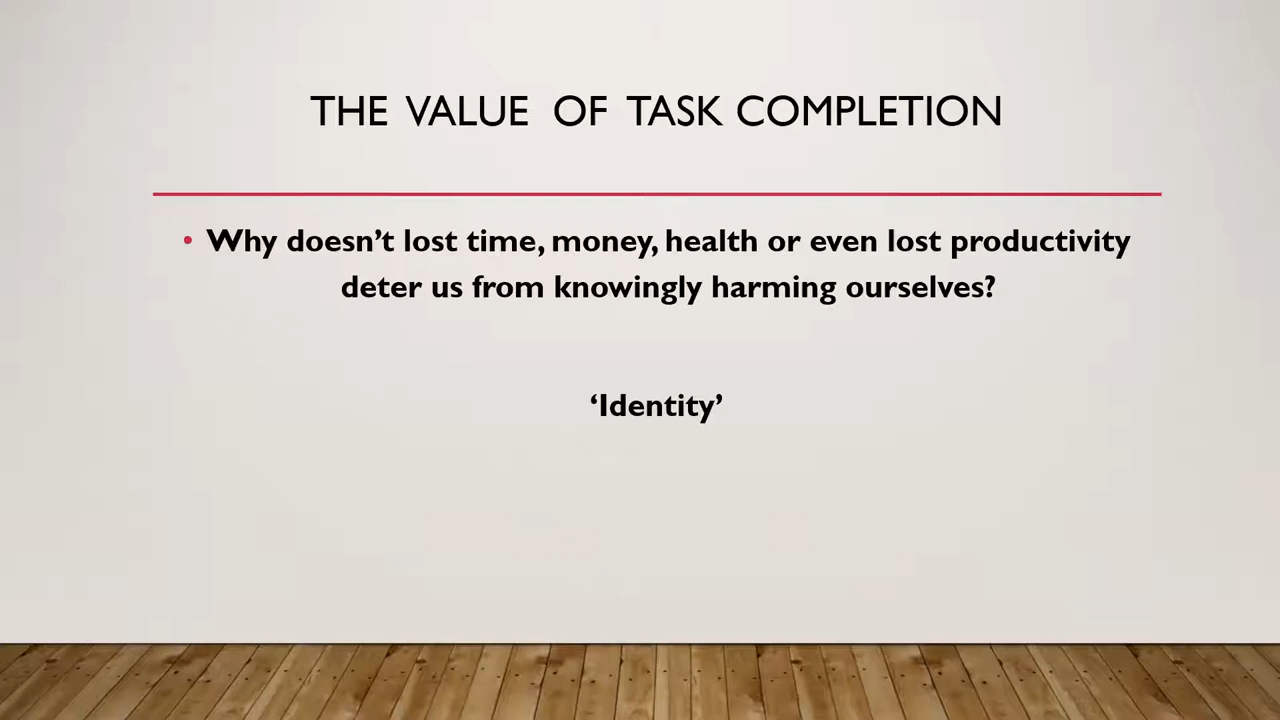 THE VALUE OF TASK COMPLETION
• Why doesn’t lost time, money, health or even lost productivity
deter us from knowingly harming ourselves?
‘Identity’